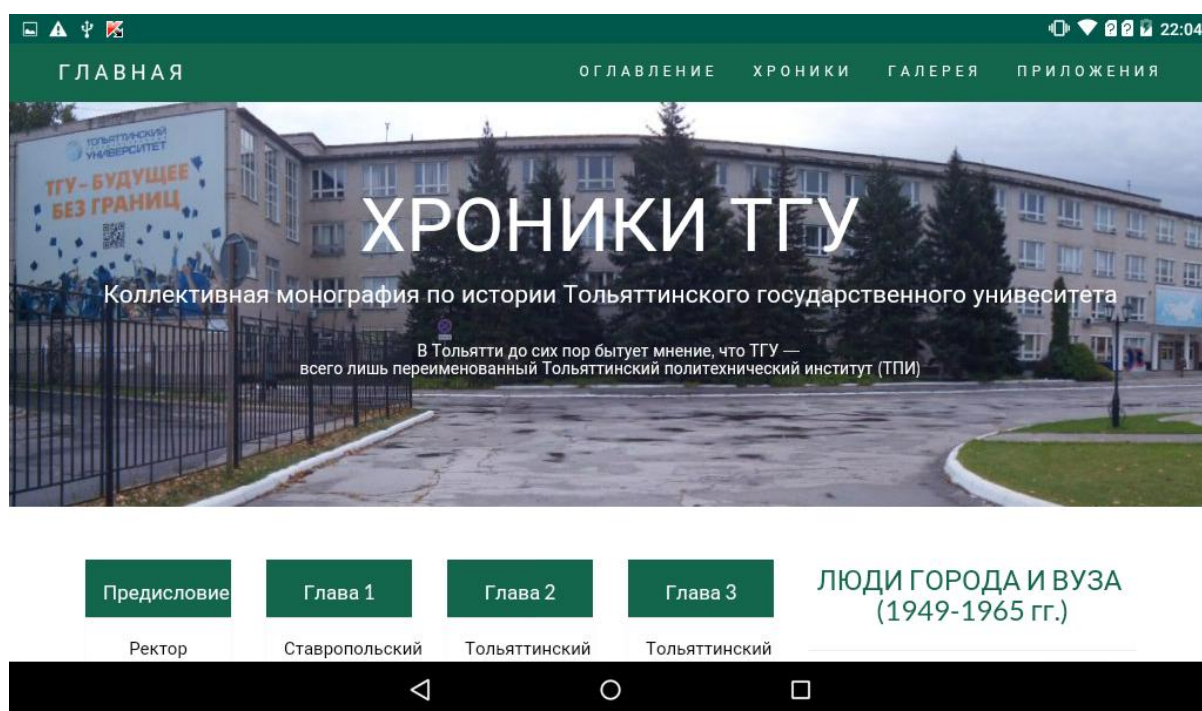 22:04
ГЛАВНАЯ
ОГЛАВЛЕНИЕ ХРОНИКИ ГАЛЕРЕЯ ПРИЛОЖЕНИЯ
ТОЛЬЯТТИНСКИЙ
УНИВЕРСИТЕТ
ТГУ – БУДУЩЕЕ
БЕЗ ГРАНИЦ
ХРОНИКИ ТГУ
Коллективная монография по истории Тольяттинского государственного унивеситета
В Тольятти до сих пор бытует мнение, что ТГУ —
всего лишь переименованный Тольяттинский политехнический институт (ТПИ)
Предисловие
Ректор
Глава 1
Ставропольский
Глава 2
Тольяттинский
Глава 3
Тольяттинский
ЛЮДИ ГОРОДА И ВУЗА
(1949-1965 гг.)